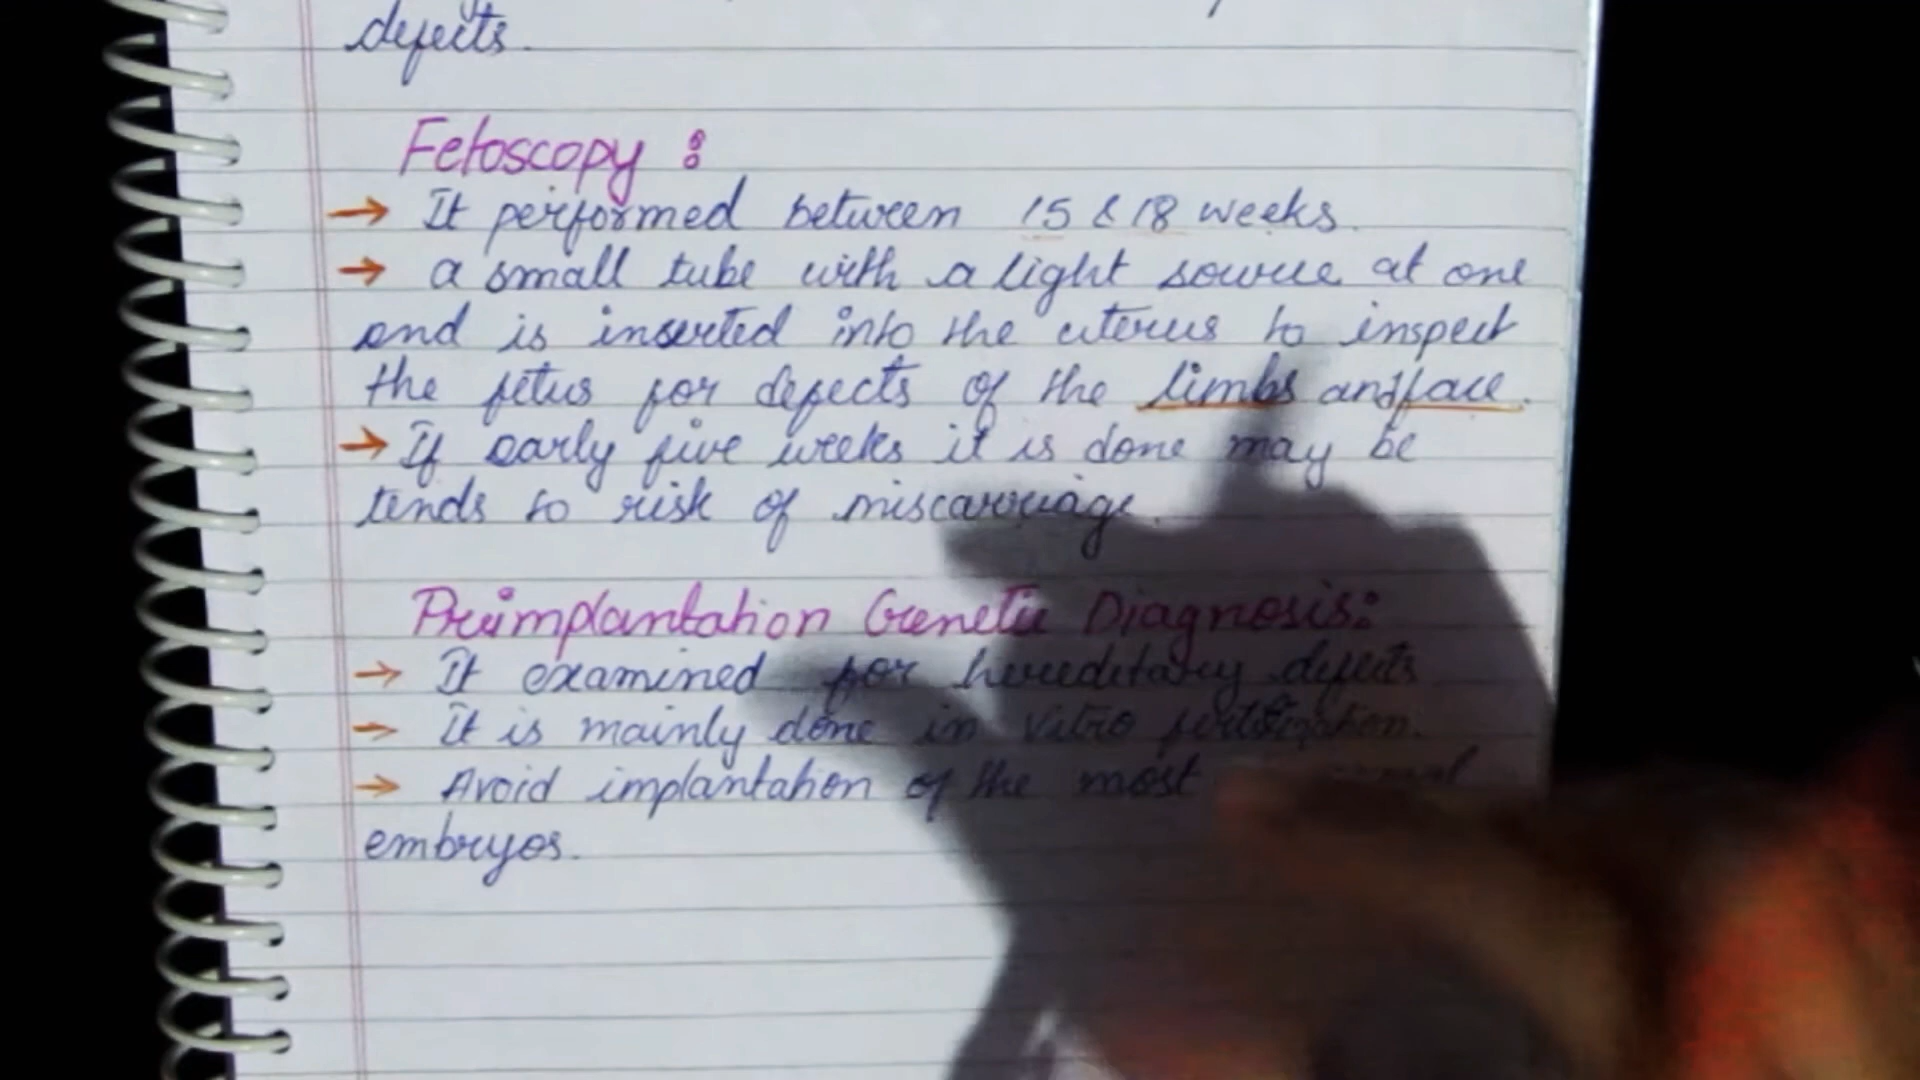 defects.
Fetoscopy :
→ It performed between 15 & 18 weeks.
→ a small tube with a light source at one
end is inserted into the uterus to inspect
the fetus for defects of the limbs and face.
→ If early five weeks it is done may be
tends to risk of miscarriage.
Preimplantation Genetic Diagnosis:
→ It examined for hereditary defects
→ It is mainly done in vitro fertilization.
→ Avoid implantation of the most
embryos.